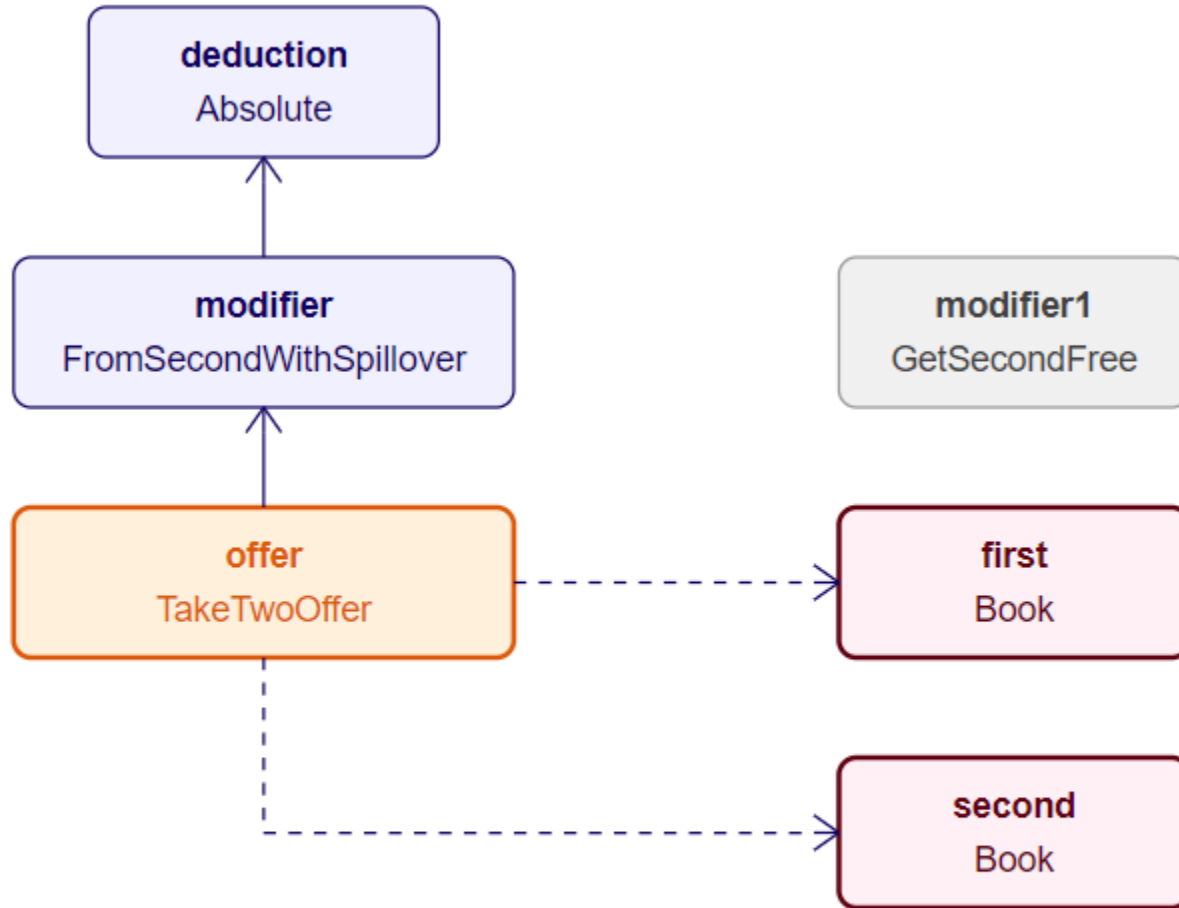 deduction
Absolute
modifier
FromSecondWithSpillover
modifier1
GetSecondFree
offer
TakeTwoOffer
first
Book
second
Book